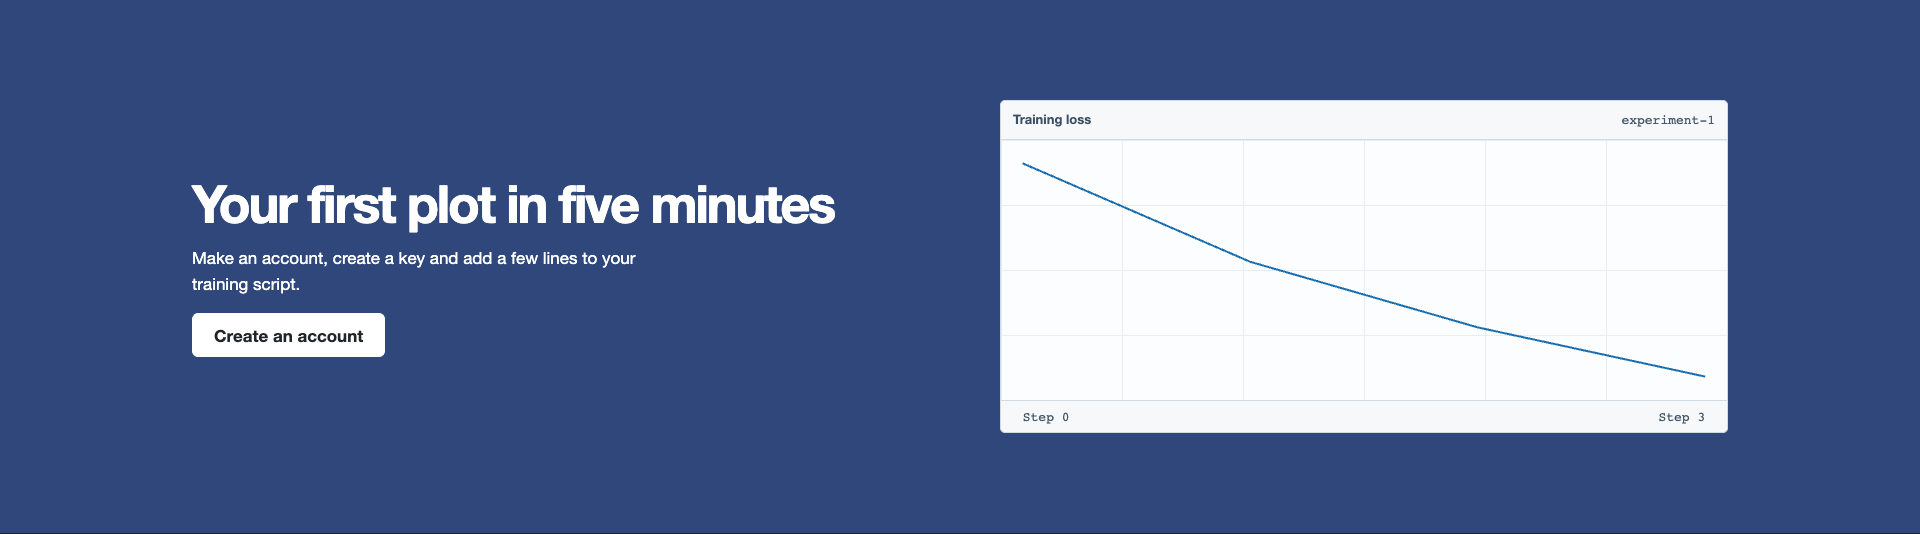 Your first plot in five minutes
Make an account, create a key and add a few lines to your
training script.
Create an account
Training loss
experiment-1
Step 0
Step 3